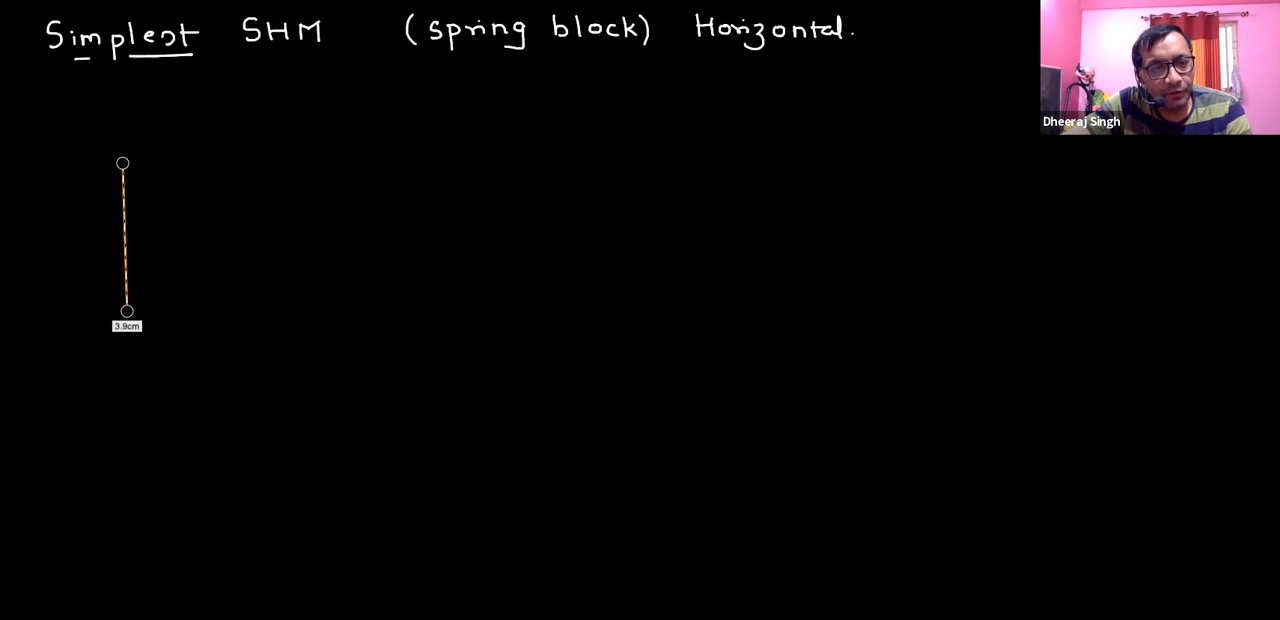 Simplest SHM (spring block) Horizontal.
Dheeraj Singh
3.9cm